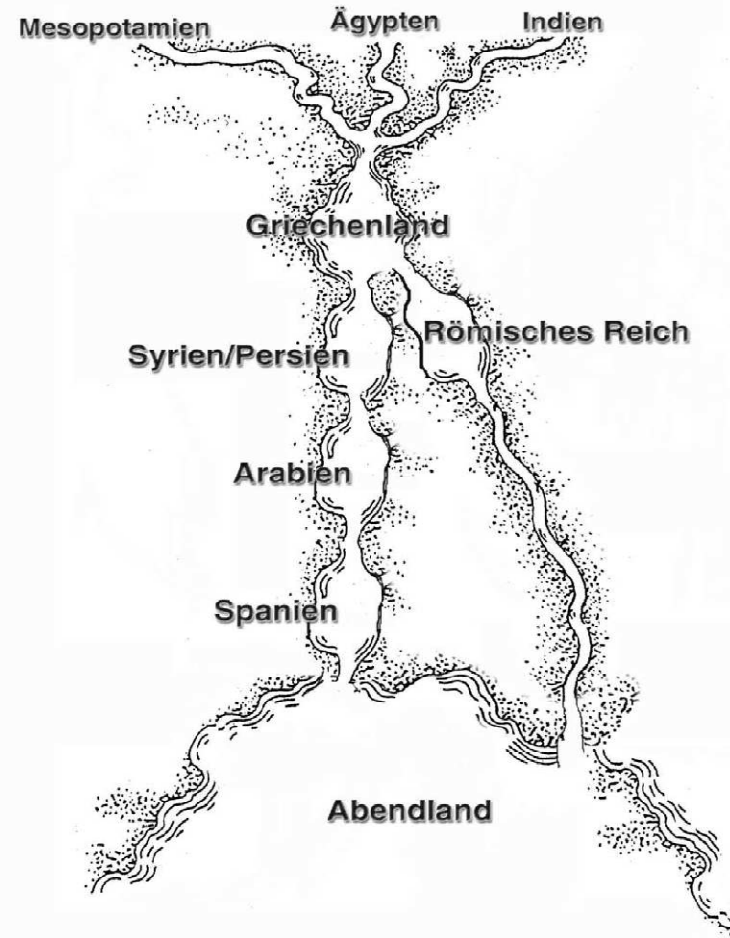 Mesopotamien
Ägypten
Indien
Griechenland
Römisches Reich
Syrien/Persien
Arabien
Spanien
Abendland